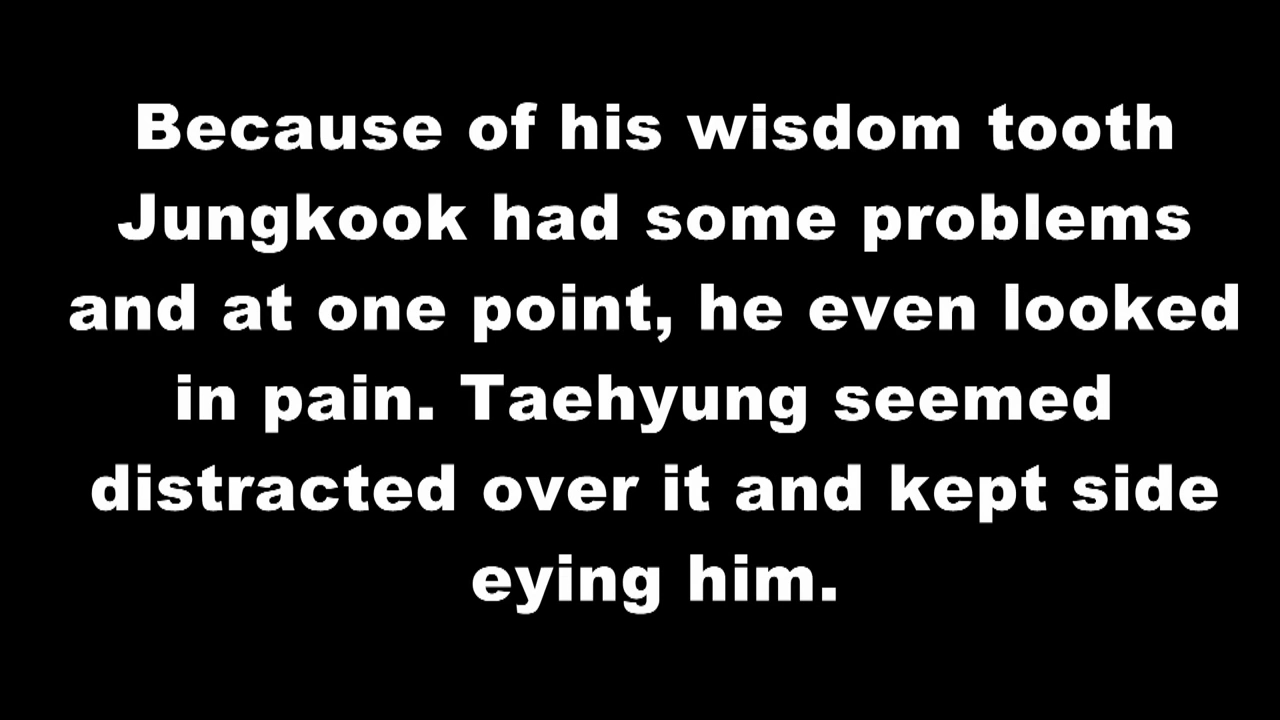 Because of his wisdom tooth
Jungkook had some problems
and at one point, he even looked
in pain. Taehyung seemed
distracted over it and kept side
eying him.